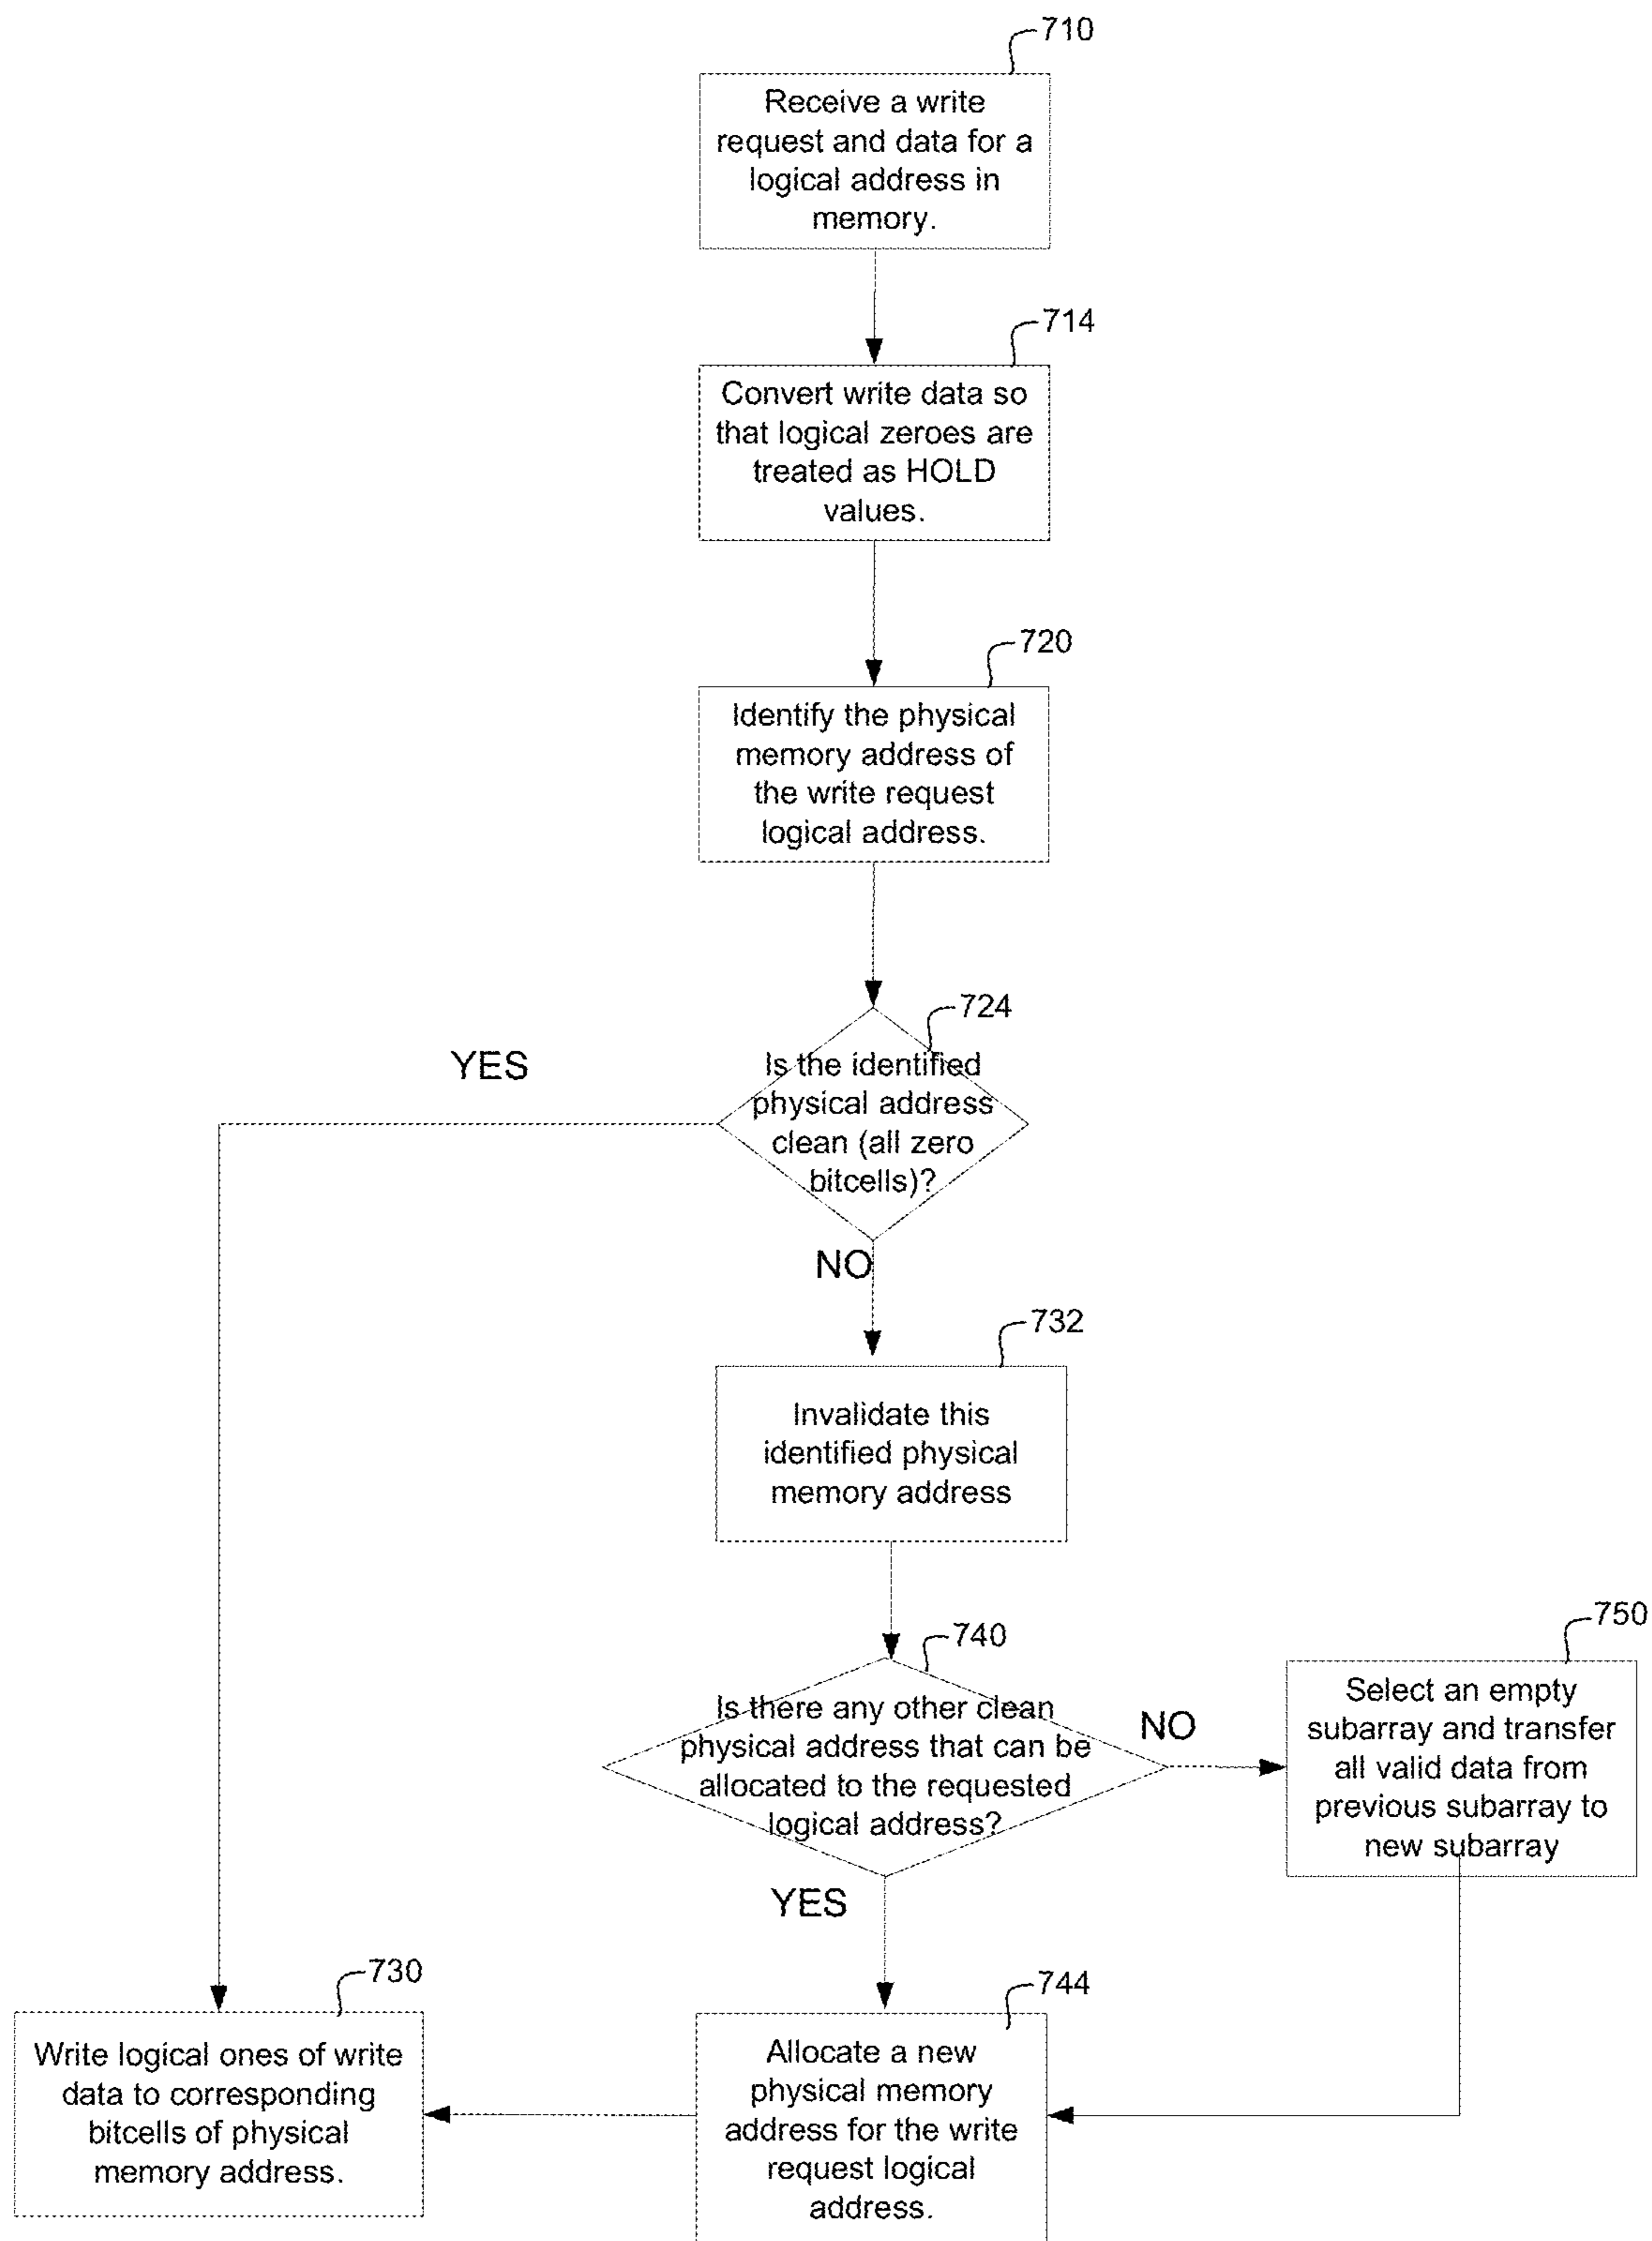 710
Receive a write
request and data for a
logical address in
memory.
714
Convert write data so
that logical zeroes are
treated as HOLD
values.
720
Identify the physical
memory address of
the write request
logical address.
724
Is the identified
physical address
clean (all zero
bitcells)?
YES
NO
732
Invalidate this
identified physical
memory address
740
Is there any other clean
physical address that can be
allocated to the requested
logical address?
NO
YES
750
Select an empty
subarray and transfer
all valid data from
previous subarray to
new subarray
730
Write logical ones of write
data to corresponding
bitcells of physical
memory address.
744
Allocate a new
physical memory
address for the write
request logical
address.